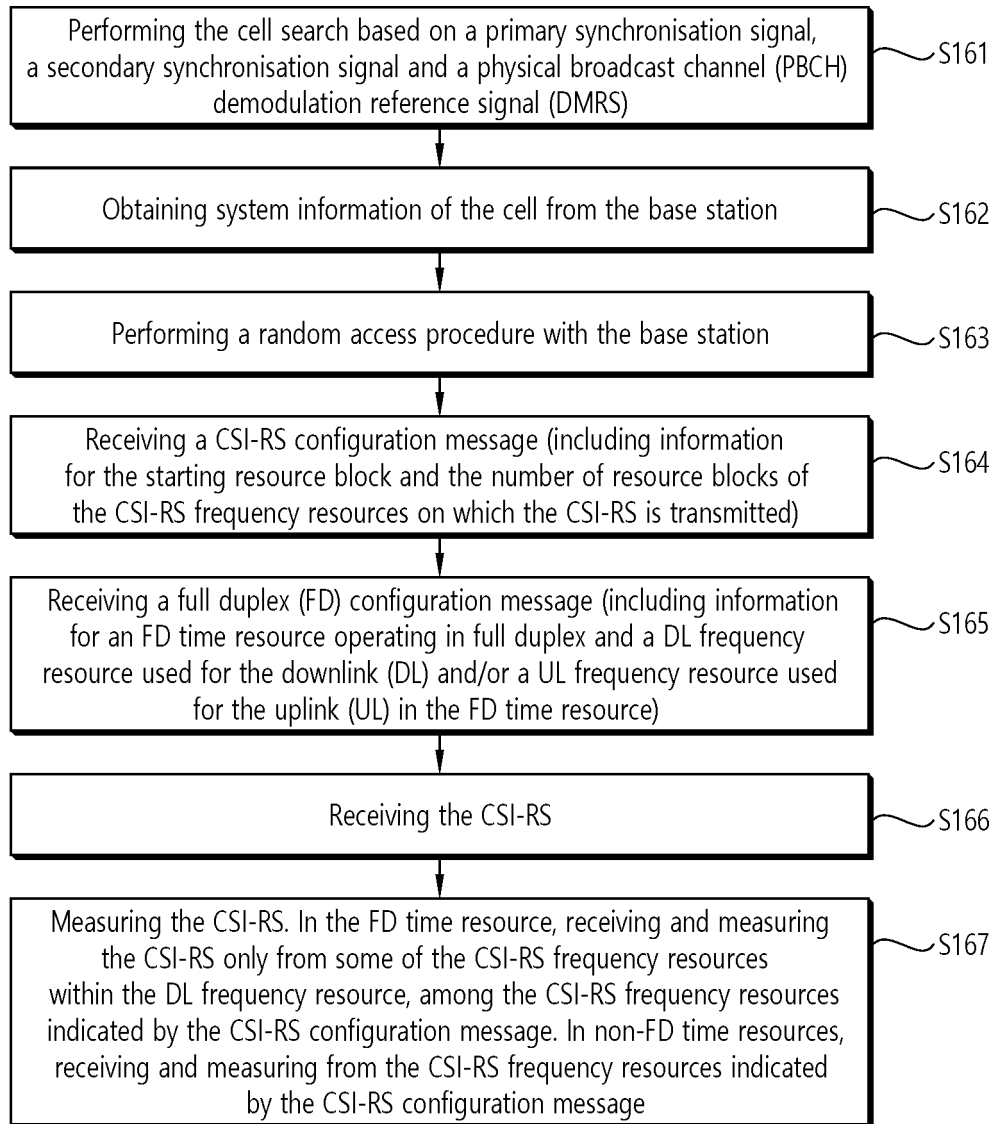 Performing the cell search based on a primary synchronisation signal,
a secondary synchronisation signal and a physical broadcast channel (PBCH)
demodulation reference signal (DMRS)
S161
Obtaining system information of the cell from the base station
S162
Performing a random access procedure with the base station
S163
Receiving a CSI-RS configuration message (including information
for the starting resource block and the number of resource blocks of
the CSI-RS frequency resources on which the CSI-RS is transmitted)
S164
Receiving a full duplex (FD) configuration message (including information
for an FD time resource operating in full duplex and a DL frequency
resource used for the downlink (DL) and/or a UL frequency resource used
for the uplink (UL) in the FD time resource)
S165
Receiving the CSI-RS
S166
Measuring the CSI-RS. In the FD time resource, receiving and measuring
the CSI-RS only from some of the CSI-RS frequency resources
within the DL frequency resource, among the CSI-RS frequency resources
indicated by the CSI-RS configuration message. In non-FD time resources,
receiving and measuring from the CSI-RS frequency resources indicated
by the CSI-RS configuration message
S167